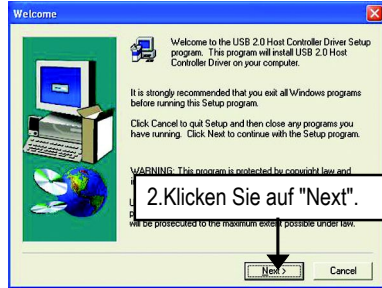 Welcome
Welcome to the USB 2.0 Host Controller Driver Setup
program. This program will install USB 2.0 Host
Controller Driver on your computer.
It is strongly recommended that you exit all Windows programs
before running this Setup program.
Click Cancel to quit Setup and then close any programs you
have running. Click Next to continue with the Setup program.
WARNING: This program is protected by copyright law and
2.Klicken Sie auf "Next".
will be prosecuted to the maximum extent possible under law.
Next >
Cancel